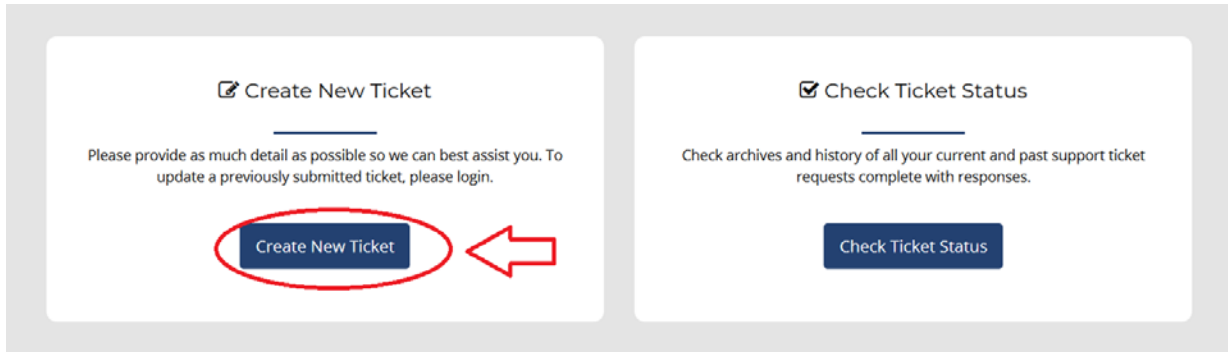 Create New Ticket
Please provide as much detail as possible so we can best assist you. To
update a previously submitted ticket, please login.
Create New Ticket
Check Ticket Status
Check archives and history of all your current and past support ticket
requests complete with responses.
Check Ticket Status